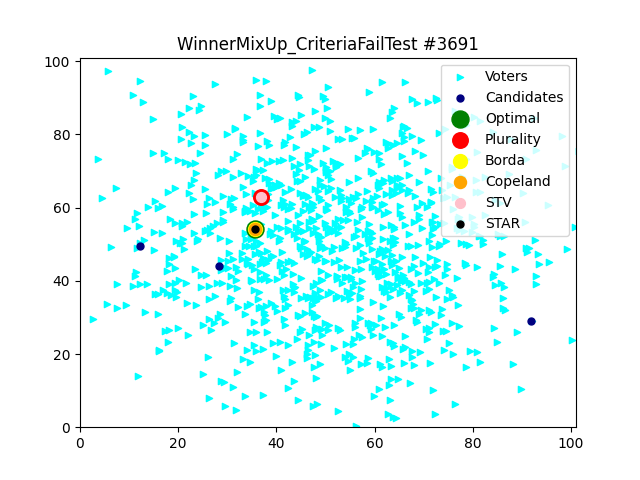 WinnerMixUp_CriteriaFailTest #3691
100
80
60
40
20
0
0 20 40 60 80 100
Voters
Candidates
Optimal
Plurality
Borda
Copeland
STV
STAR